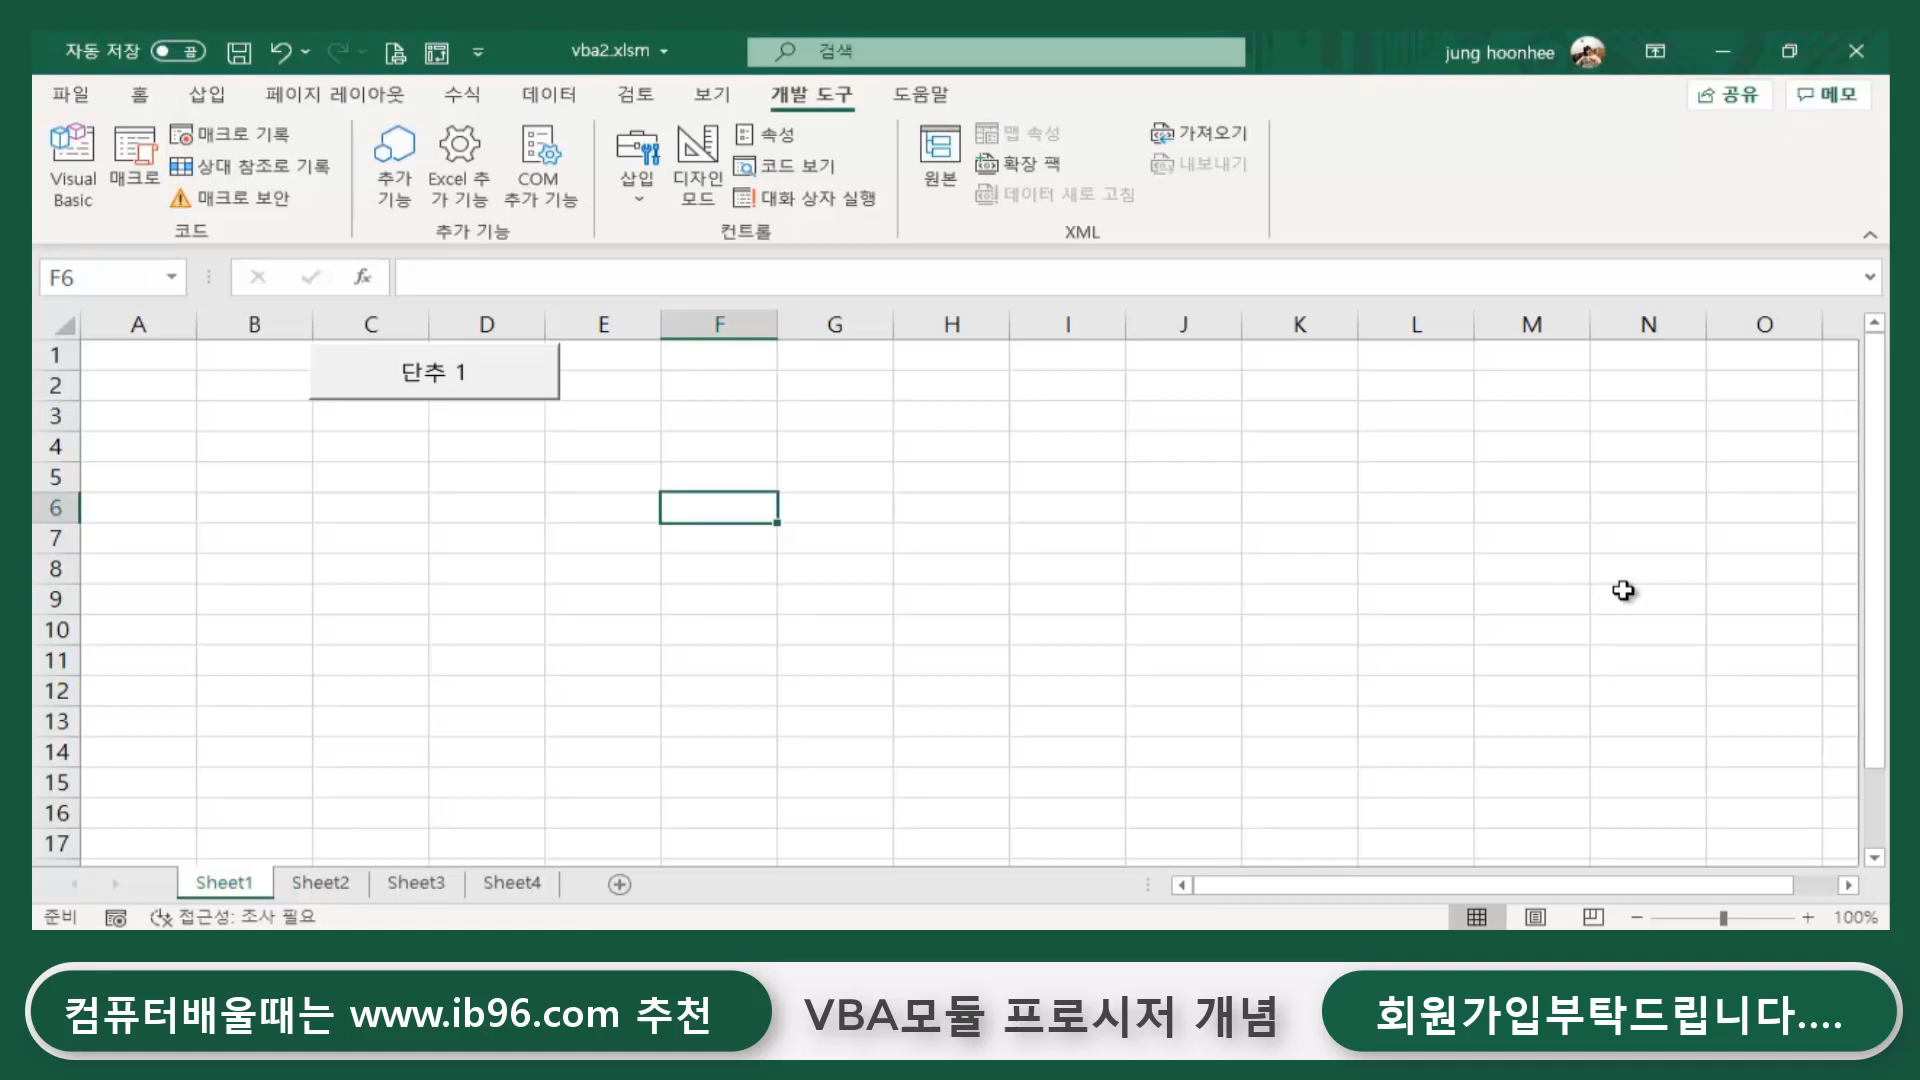 자동 저장 끔 vba2.xlsm 검색 jung hoonhee
파일 홈 삽입 페이지 레이아웃 수식 데이터 검토 보기 개발 도구 도움말 공유 메모
Visual Basic
매크로
매크로 기록
상대 참조로 기록
매크로 보안
코드
추가 기능
Excel 추가 기능
COM 추가 기능
추가 기능
삽입
디자인 모드
속성
코드 보기
대화 상자 실행
컨트롤
원본
맵 속성
확장 팩
데이터 새로 고침
가져오기
내보내기
XML
F6 fx
A B C D E F G H I J K L M N O
단추 1
1
2
3
4
5
6
7
8
9
10
11
12
13
14
15
16
17
Sheet1 Sheet2 Sheet3 Sheet4
준비 접근성: 조사 필요 100%
컴퓨터배울때는 www.ib96.com 추천 VBA모듈 프로시저 개념 회원가입부탁드립니다....